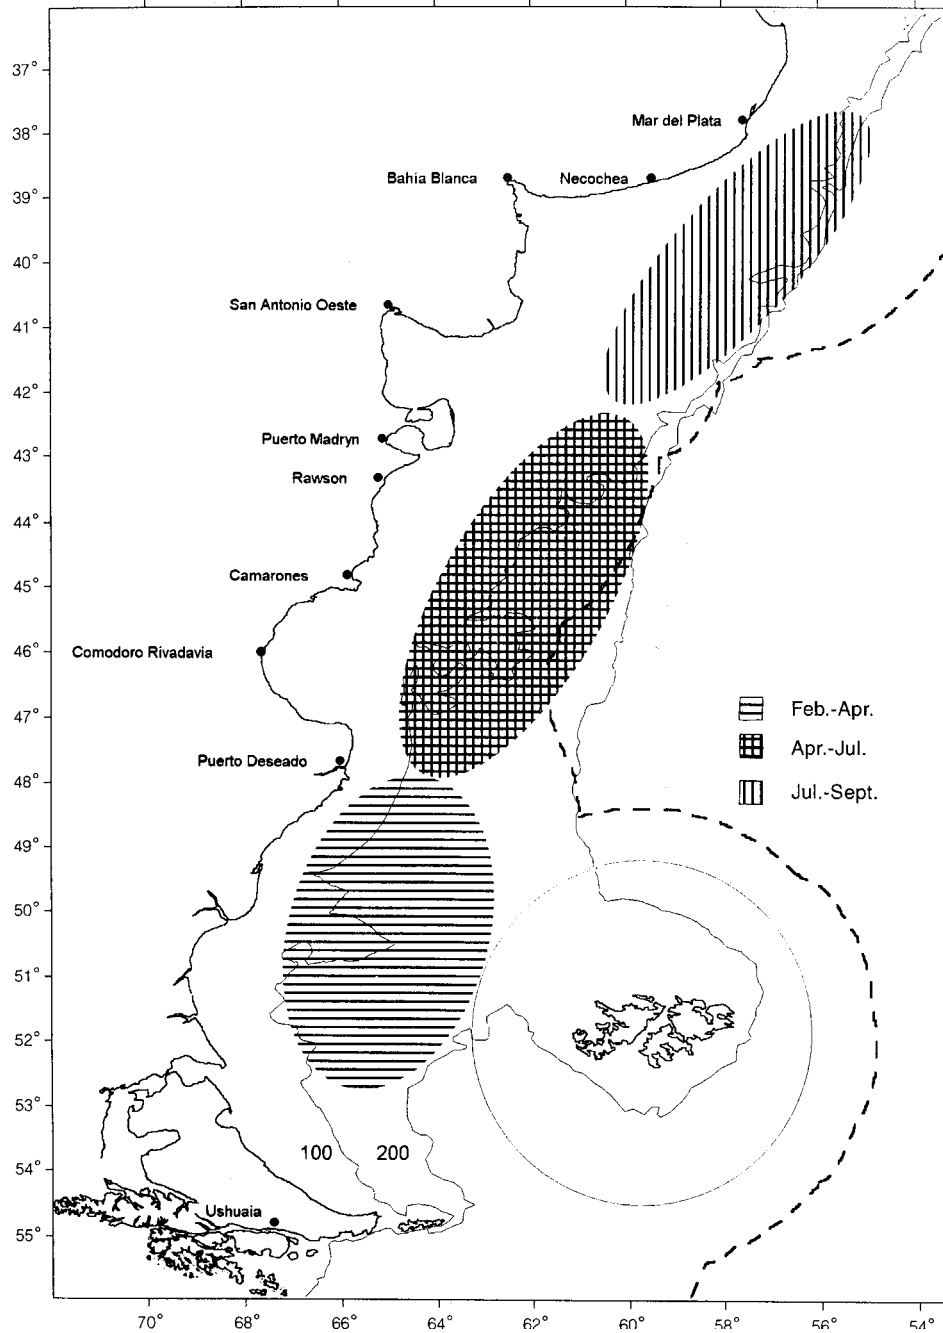 37°
Mar del Plata
38°
Bahía Blanca
Necochea
39°
40°
San Antonio Oeste
41°
42°
Puerto Madryn
43°
Rawson
44°
Camarones
45°
Comodoro Rivadavia
46°
47°
Feb.-Apr.
Apr.-Jul.
Jul.-Sept.
Puerto Deseado
48°
49°
50°
51°
52°
53°
100
200
54°
Ushuaia
55°
70°
68°
66°
64°
62°
60°
58°
56°
54°